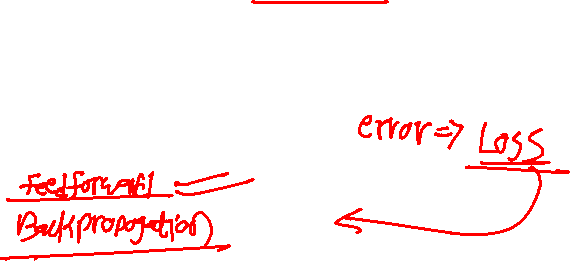 error => Loss
Feedforward
Backpropogation